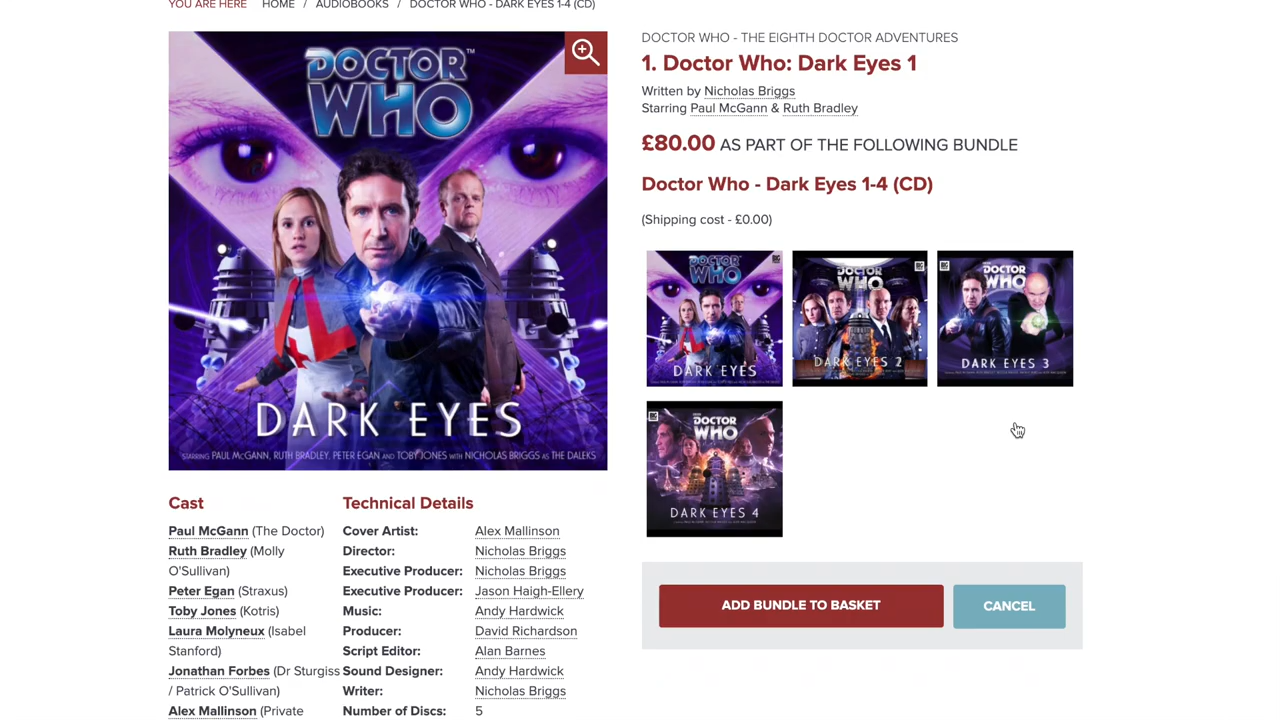 YOU ARE HERE HOME / AUDIOBOOKS / DOCTOR WHO - DARK EYES 1-4 (CD)
DOCTOR
WHO
TM
DARK EYES
STARRING PAUL MCGANN, RUTH BRADLEY, PETER EGAN AND TOBY JONES WITH NICHOLAS BRIGGS AS THE DALEKS
DOCTOR WHO - THE EIGHTH DOCTOR ADVENTURES
1. Doctor Who: Dark Eyes 1
Written by Nicholas Briggs
Starring Paul McGann & Ruth Bradley
£80.00 AS PART OF THE FOLLOWING BUNDLE
Doctor Who - Dark Eyes 1-4 (CD)
(Shipping cost - £0.00)
DOCTOR
WHO
DARK EYES
DOCTOR
WHO
DARK EYES 2
DOCTOR
WHO
DARK EYES 3
DOCTOR
WHO
DARK EYES 4
ADD BUNDLE TO BASKET
CANCEL
Cast
Paul McGann (The Doctor)
Ruth Bradley (Molly
O'Sullivan)
Peter Egan (Straxus)
Toby Jones (Kotris)
Laura Molyneux (Isabel
Stanford)
Jonathan Forbes (Dr Sturgiss
/ Patrick O'Sullivan)
Alex Mallinson (Private
Technical Details
Cover Artist: Alex Mallinson
Director: Nicholas Briggs
Executive Producer: Nicholas Briggs
Executive Producer: Jason Haigh-Ellery
Music: Andy Hardwick
Producer: David Richardson
Script Editor: Alan Barnes
Sound Designer: Andy Hardwick
Writer: Nicholas Briggs
Number of Discs: 5